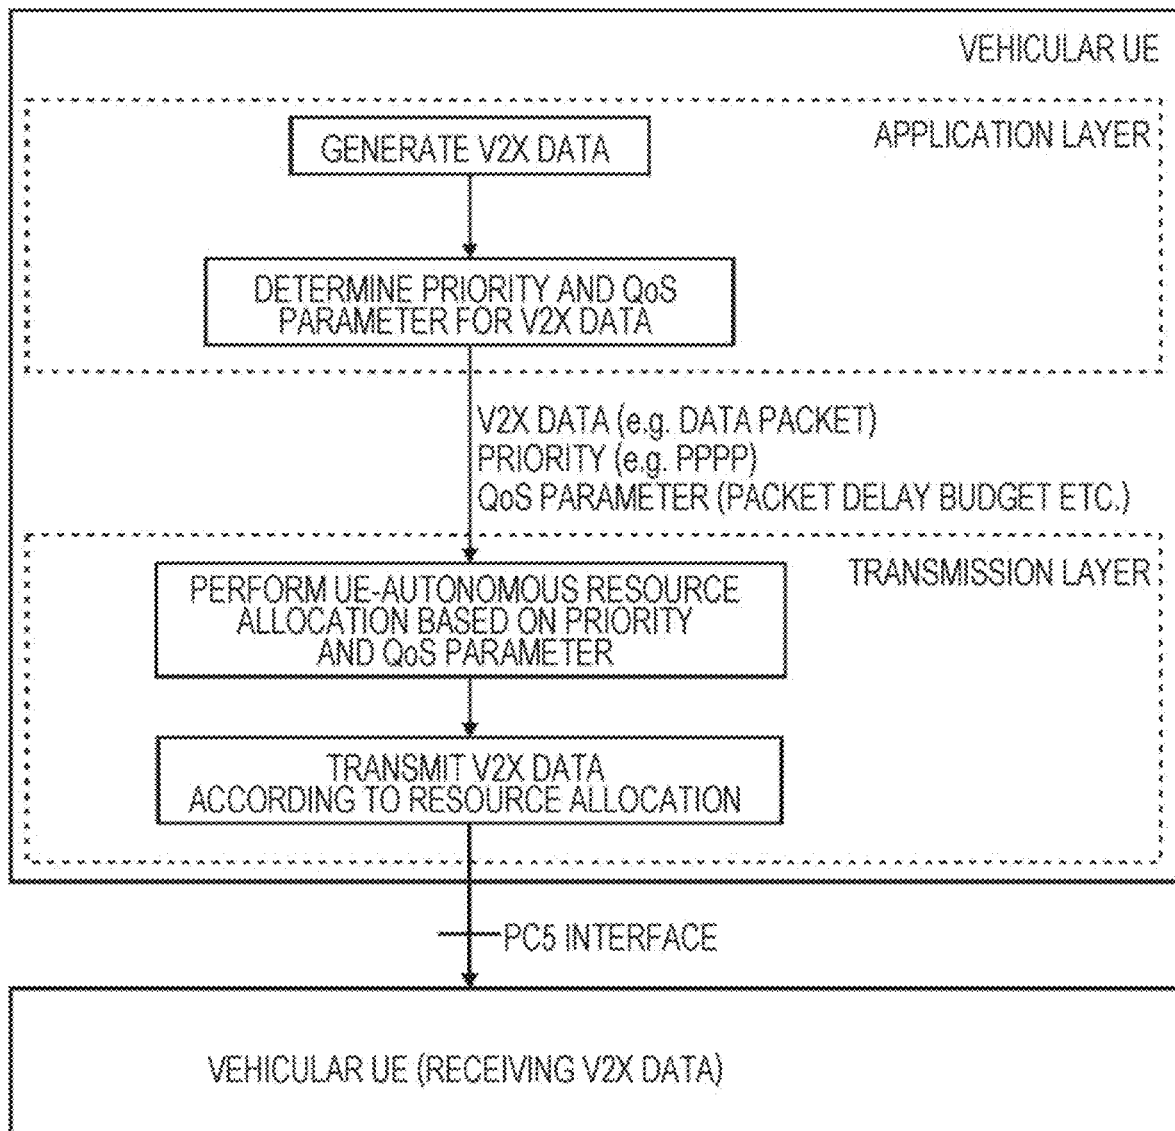 VEHICULAR UE
APPLICATION LAYER
GENERATE V2X DATA
DETERMINE PRIORITY AND QoS
PARAMETER FOR V2X DATA
V2X DATA (e.g. DATA PACKET)
PRIORITY (e.g. PPPP)
QoS PARAMETER (PACKET DELAY BUDGET ETC.)
TRANSMISSION LAYER
PERFORM UE-AUTONOMOUS RESOURCE
ALLOCATION BASED ON PRIORITY
AND QoS PARAMETER
TRANSMIT V2X DATA
ACCORDING TO RESOURCE ALLOCATION
PC5 INTERFACE
VEHICULAR UE (RECEIVING V2X DATA)